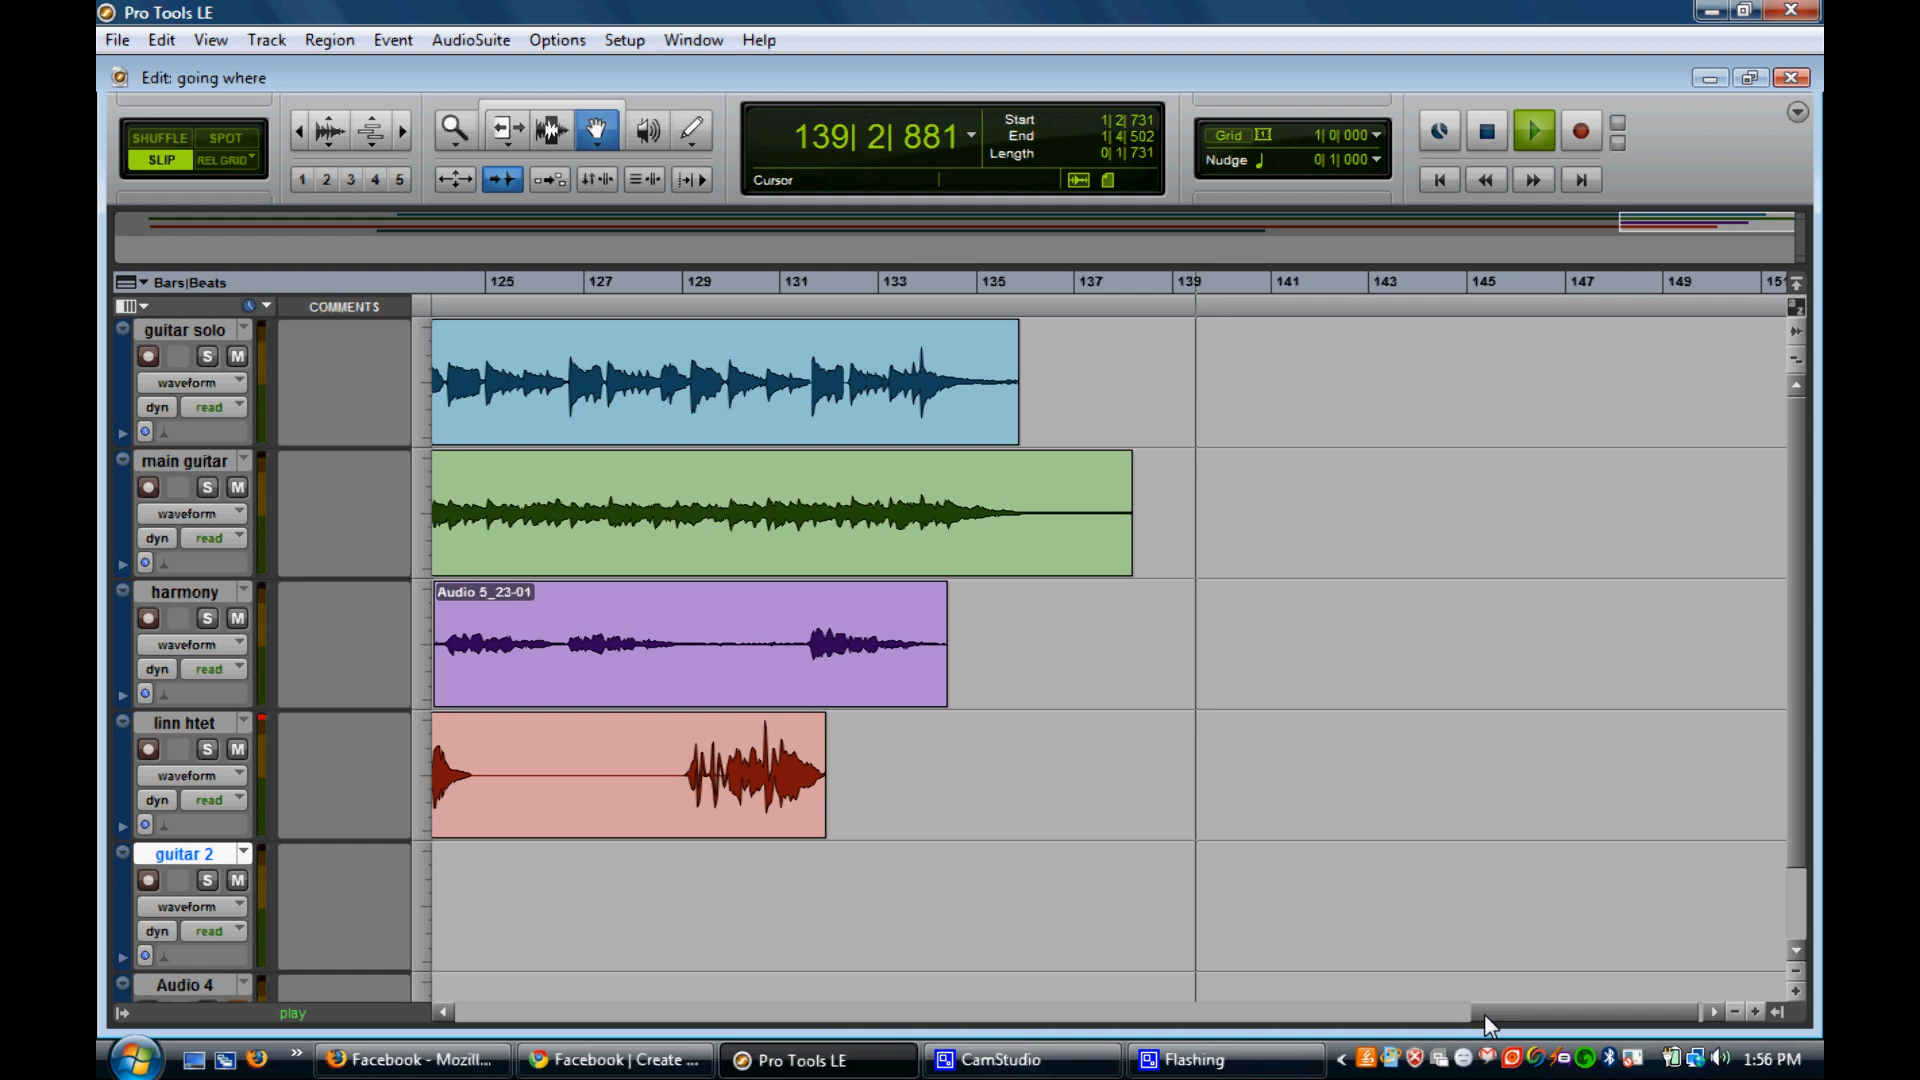 Pro Tools LE
File Edit View Track Region Event AudioSuite Options Setup Window Help
Edit: going where
SHUFFLE SPOT
SLIP REL GRID
1 2 3 4 5
139| 2| 881
Start 1| 2| 731
End 1| 4| 502
Length 0| 1| 731
Cursor
Grid 1| 0| 000
Nudge 0| 1| 000
Bars|Beats 125 127 129 131 133 135 137 139 141 143 145 147 149 151
COMMENTS
a z
guitar solo
S M
waveform
dyn read
main guitar
S M
waveform
dyn read
harmony
Audio 5_23-01
S M
waveform
dyn read
linn htet
S M
waveform
dyn read
guitar 2
S M
waveform
dyn read
Audio 4
play
Facebook - Mozill... Facebook | Create ... Pro Tools LE CamStudio Flashing 1:56 PM